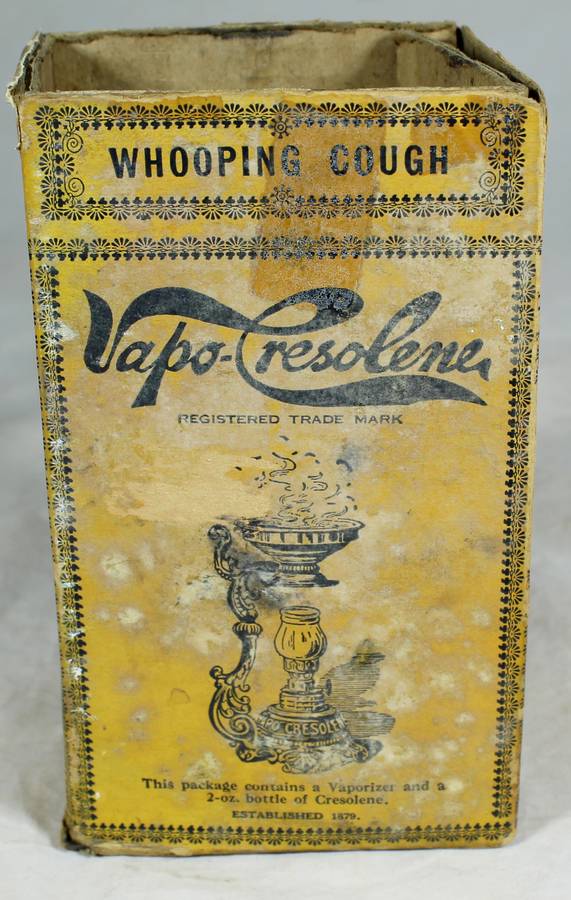 WHOOPING COUGH
Vapo-Cresolene
REGISTERED TRADE MARK
VAPO CRESOLENE
This package contains a Vaporizer and a
2-oz. bottle of Cresolene.
ESTABLISHED 1879.